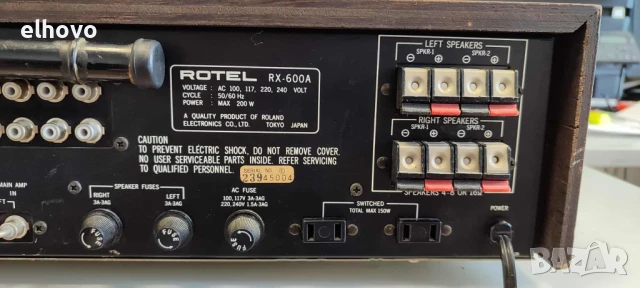 elhovo
ROTEL RX-600A
VOLTAGE : AC 100, 117, 220, 240 VOLT
CYCLE : 50/60 Hz
POWER : MAX 200 W
A QUALITY PRODUCT OF ROLAND
ELECTRONICS CO., LTD. TOKYO JAPAN
LEFT SPEAKERS
SPKR-1 SPKR-2
⊖ ⊕ ⊖ ⊕
RIGHT SPEAKERS
SPKR-1 SPKR-2
⊖ ⊕ ⊖ ⊕
SPEAKERS 4-8 OR 16Ω
CAUTION
TO PREVENT ELECTRIC SHOCK, DO NOT REMOVE COVER.
NO USER SERVICEABLE PARTS INSIDE. REFER SERVICING
TO QUALIFIED PERSONNEL.
SERIAL NO.
23945004
MAIN AMP
IN
SPEAKER FUSES
RIGHT
3A-3AG
LEFT
3A-3AG
AC FUSE
100, 117V 3A-3AG
220, 240V 1.5A-3AG
FUSE
FUSE
FUSE
SWITCHED
TOTAL MAX 150W
POWER
BAZAR